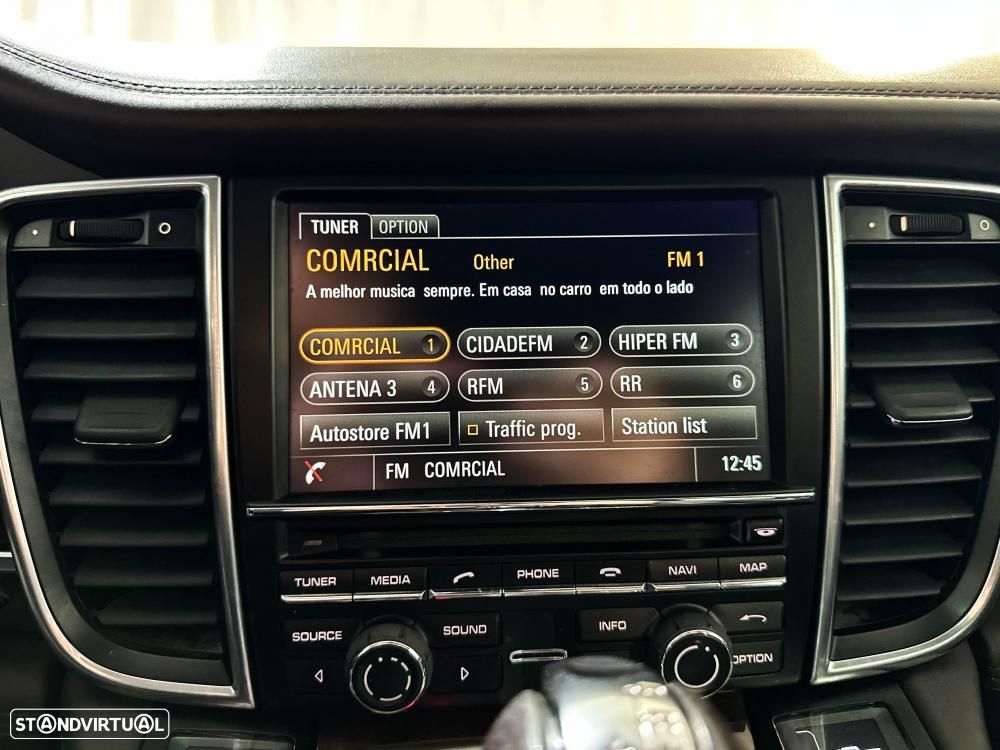 TUNER OPTION
COMRCIAL Other FM 1
A melhor musica sempre. Em casa no carro em todo o lado
COMRCIAL 1 CIDADEFM 2 HIPER FM 3
ANTENA 3 4 RFM 5 RR 6
Autostore FM1 Traffic prog. Station list
FM COMRCIAL 12:45
TUNER MEDIA PHONE NAVI MAP
SOURCE SOUND INFO
OPTION
STANDVIRTUAL